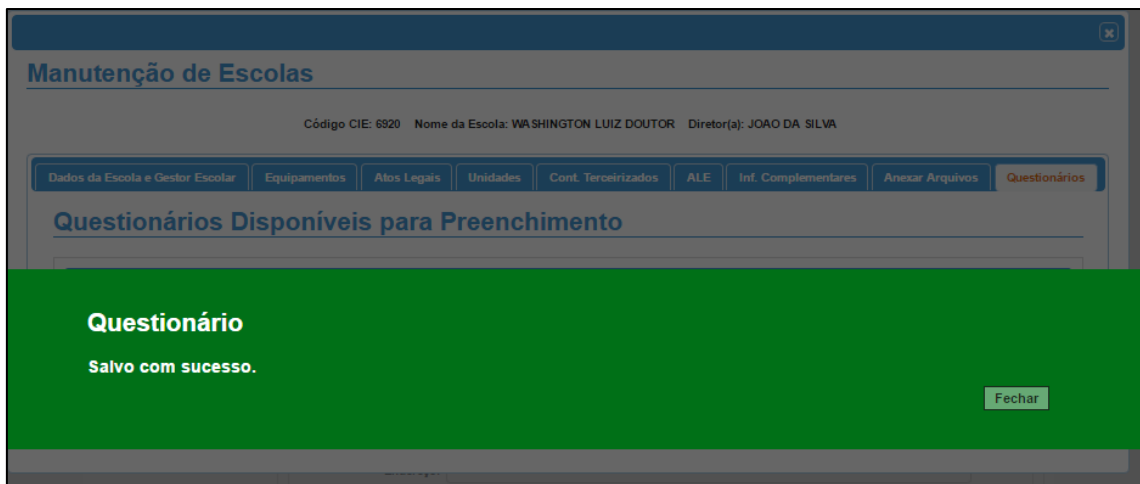 Manutenção de Escolas
Código CIE: 6920 Nome da Escola: WASHINGTON LUIZ DOUTOR Diretor(a): JOAO DA SILVA
Dados da Escola e Gestor Escolar Equipamentos Atos Legais Unidades Cont. Terceirizados ALE Inf. Complementares Anexar Arquivos Questionários
Questionários Disponíveis para Preenchimento
Questionário
Salvo com sucesso.
Fechar